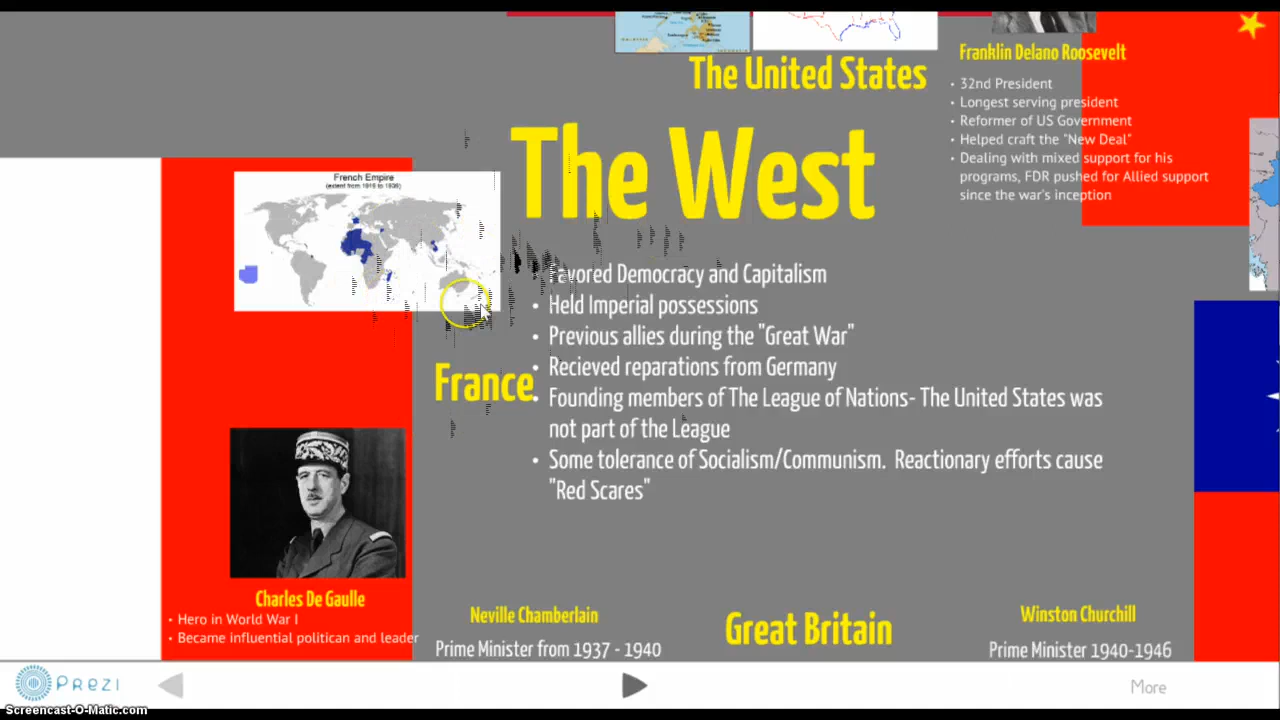 The United States
Franklin Delano Roosevelt
• 32nd President
• Longest serving president
• Reformer of US Government
• Helped craft the "New Deal"
• Dealing with mixed support for his
programs, FDR pushed for Allied support
since the war's inception
The West
French Empire
(extent from 1919 to 1939)
Favored Democracy and Capitalism
• Held Imperial possessions
• Previous allies during the "Great War"
• Recieved reparations from Germany
• Founding members of The League of Nations- The United States was
not part of the League
• Some tolerance of Socialism/Communism. Reactionary efforts cause
"Red Scares"
France
Charles De Gaulle
• Hero in World War I
• Became influential politican and leader
Neville Chamberlain
Prime Minister from 1937 - 1940
Great Britain
Winston Churchill
Prime Minister 1940-1946
Prezi
More
Screencast-O-Matic.com